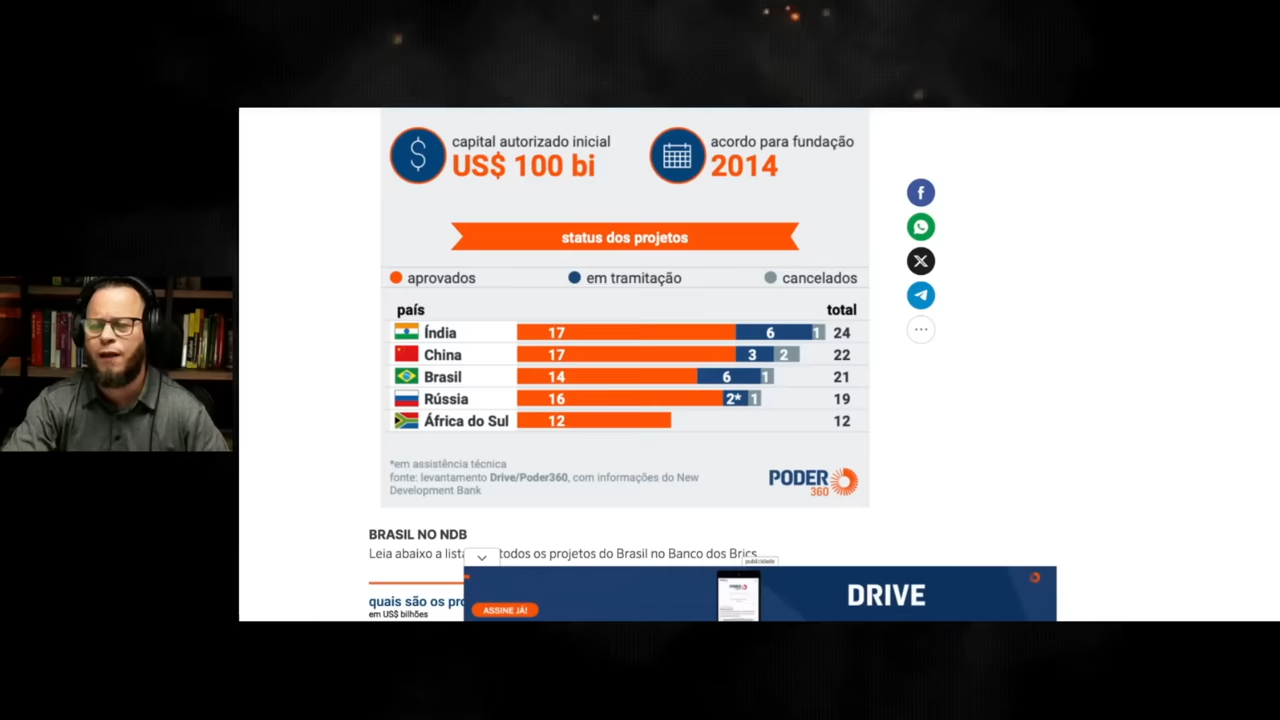 capital autorizado inicial
US$ 100 bi
acordo para fundação
2014
status dos projetos
aprovados
em tramitação
cancelados
país
total
Índia 17 6 1 24
China 17 3 2 22
Brasil 14 6 1 21
Rússia 16 2* 1 19
África do Sul 12 12
*em assistência técnica
fonte: levantamento Drive/Poder360, com informações do New
Development Bank
PODER
360
BRASIL NO NDB
Leia abaixo a lista todos os projetos do Brasil no Banco dos Brics
publicidade
quais são os pro
em US$ bilhões
ASSINE JÁ!
DRIVE